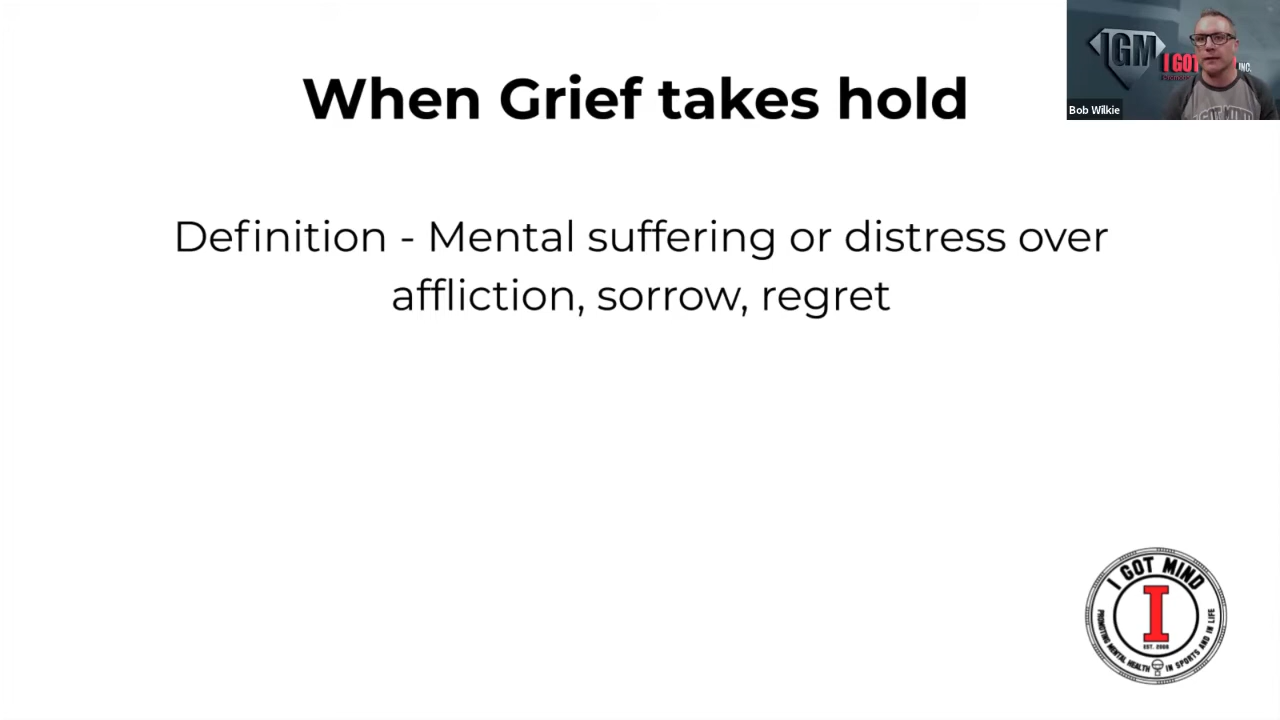 When Grief takes hold
Definition - Mental suffering or distress over
affliction, sorrow, regret
IGM
I GOT
INC.
Bob Wilkie
I GOT MIND
I
EST. 2008
PROMOTING MENTAL HEALTH IN SPORTS AND IN LIFE